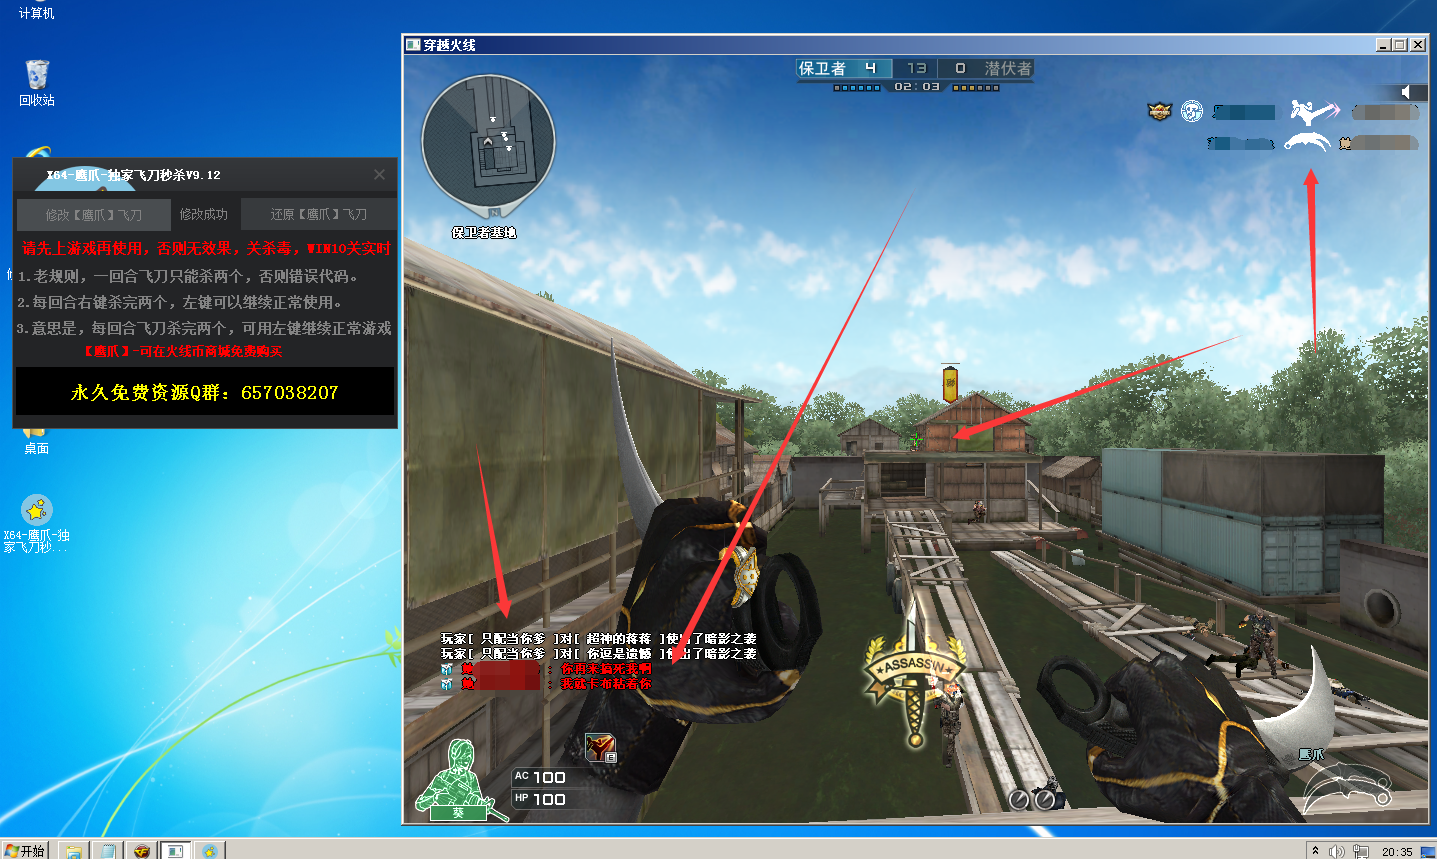 计算机
回收站
X64-鹰爪-独家飞刀秒杀V9.12
修改【鹰爪】飞刀
修改成功
还原【鹰爪】飞刀
请先上游戏再使用，否则无效果，关杀毒，WIN10关实时
1.老规则，一回合飞刀只能杀两个，否则错误代码。
2.每回合右键杀完两个，左键可以继续正常使用。
3.意思是，每回合飞刀杀完两个，可用左键继续正常游戏
【鹰爪】-可在火线币商城免费购买
永久免费资源Q群：657038207
桌面
X64-鹰爪-独
家飞刀秒...
穿越火线
保卫者 4 13 0 潜伏者
02:03
N
保卫者基地
玩家[ 只配当你爹 ]对[ 超神的蒋蒋 ]使出了暗影之袭
玩家[ 只配当你爹 ]对[ 你逗是遗憾 ]使出了暗影之袭
： 我就卡布粘着你
ASSASSIN
E
AC 100
HP 100
葵
鹰爪
开始
20:35